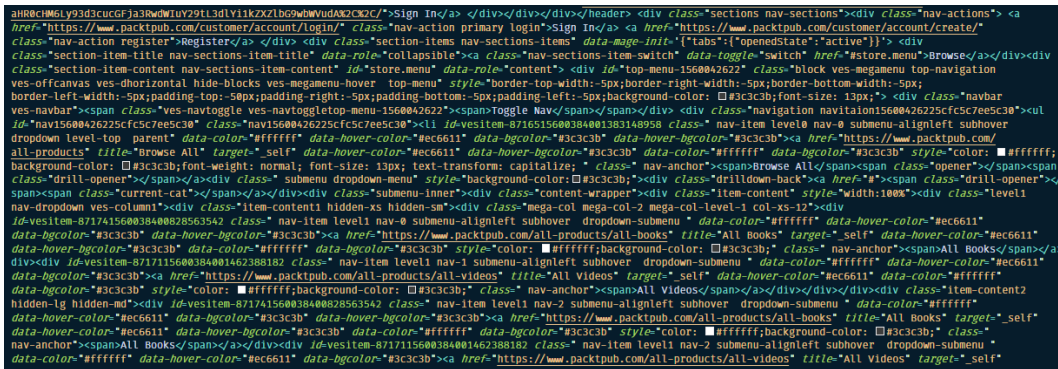 aHR0cHM6Ly93d3cucGFja3RwdWIuY29tL3dlYi1kZXZlbG9wbWVudA%2C%2C/">Sign In</a> </div></div></div></header> <div class="sections nav-sections"><div class="nav-actions"> <a
href="https://www.packtpub.com/customer/account/login/" class="nav-action primary login">Sign In</a> <a href="https://www.packtpub.com/customer/account/create/"
class="nav-action register">Register</a> </div> <div class="section-items nav-sections-items" data-mage-init='{"tabs":{"openedState":"active"}}'> <div
class="section-item-title nav-sections-item-title" data-role="collapsible"><a class="nav-sections-item-switch" data-toggle="switch" href="#store.menu">Browse</a></div><div
class="section-item-content nav-sections-item-content" id="store.menu" data-role="content"> <div id="top-menu-1560042622" class="block ves-megamenu top-navigation
ves-offcanvas ves-dhorizontal hide-blocks ves-megamenu-hover  top-menu" style="border-top-width:-5px;border-right-width:-5px;border-bottom-width:-5px;
border-left-width:-5px;padding-top:-50px;padding-right:-5px;padding-bottom:-5px;padding-left:-5px;background-color: #3c3c3b;font-size: 13px;"> <div class="navbar
ves-navbar"><span class="ves-navtoggle ves-navtoggletop-menu-1560042622"><span>Toggle Nav</span></span></div> <div class="navigation navitaion15600426225cfc5c7ee5c30"><ul
id="nav15600426225cfc5c7ee5c30" class="nav15600426225cfc5c7ee5c30"><li id=vesitem-8716515600384001383148958 class=" nav-item level0 nav-0 submenu-alignleft subhover
dropdown level-top  parent" data-color="#ffffff" data-hover-color="#ec6611" data-bgcolor="#3c3c3b" data-hover-bgcolor="#3c3c3b"><a href="https://www.packtpub.com/
all-products" title="Browse All" target="_self" data-hover-color="#ec6611" data-hover-bgcolor="#3c3c3b" data-color="#ffffff" data-bgcolor="#3c3c3b" style="color: #ffffff;
background-color: #3c3c3b;font-weight: normal; font-size: 13px; text-transform: capitalize; " class=" nav-anchor"><span>Browse All</span><span class="opener"></span><span
class="drill-opener"></span></a><div class=" submenu dropdown-menu" style="background-color:#3c3c3b;"><div class="drilldown-back"><a href="#"><span class="drill-opener"></
span><span class="current-cat"></span></a></div><div class="submenu-inner"><div class="content-wrapper"><div class="item-content" style="width:100%"><div class="level1
nav-dropdown ves-column1"><div class="item-content1 hidden-xs hidden-sm"><div class="mega-col mega-col-2 mega-col-level-1 col-xs-12"><div
id=vesitem-871741560038400828563542 class=" nav-item level1 nav-0 submenu-alignleft subhover  dropdown-submenu " data-color="#ffffff" data-hover-color="#ec6611"
data-bgcolor="#3c3c3b" data-hover-bgcolor="#3c3c3b"><a href="https://www.packtpub.com/all-products/all-books" title="All Books" target="_self" data-hover-color="#ec6611"
data-hover-bgcolor="#3c3c3b" data-color="#ffffff" data-bgcolor="#3c3c3b" style="color: #ffffff;background-color: #3c3c3b;" class=" nav-anchor"><span>All Books</span></a></
div><div id=vesitem-8717115600384001462388182 class=" nav-item level1 nav-1 submenu-alignleft subhover  dropdown-submenu " data-color="#ffffff" data-hover-color="#ec6611"
data-bgcolor="#3c3c3b" data-hover-bgcolor="#3c3c3b"><a href="https://www.packtpub.com/all-products/all-videos" title="All Videos" target="_self" data-hover-color="#ec6611" data-hover-bgcolor="#3c3c3b" data-color="#ffffff"
data-bgcolor="#3c3c3b" style="color: #ffffff;background-color: #3c3c3b;" class=" nav-anchor"><span>All Videos</span></a></div></div></div><div class="item-content2
hidden-lg hidden-md"><div id=vesitem-871741560038400828563542 class=" nav-item level1 nav-2 submenu-alignleft subhover  dropdown-submenu " data-color="#ffffff"
data-hover-color="#ec6611" data-bgcolor="#3c3c3b" data-hover-bgcolor="#3c3c3b"><a href="https://www.packtpub.com/all-products/all-books" title="All Books" target="_self"
data-hover-color="#ec6611" data-hover-bgcolor="#3c3c3b" data-color="#ffffff" data-bgcolor="#3c3c3b" style="color: #ffffff;background-color: #3c3c3b;" class="
nav-anchor"><span>All Books</span></a></div><div id=vesitem-8717115600384001462388182 class=" nav-item level1 nav-2 submenu-alignleft subhover  dropdown-submenu "
data-color="#ffffff" data-hover-color="#ec6611" data-bgcolor="#3c3c3b" data-hover-bgcolor="#3c3c3b"><a href="https://www.packtpub.com/all-products/all-videos" title="All Videos" target="_self"